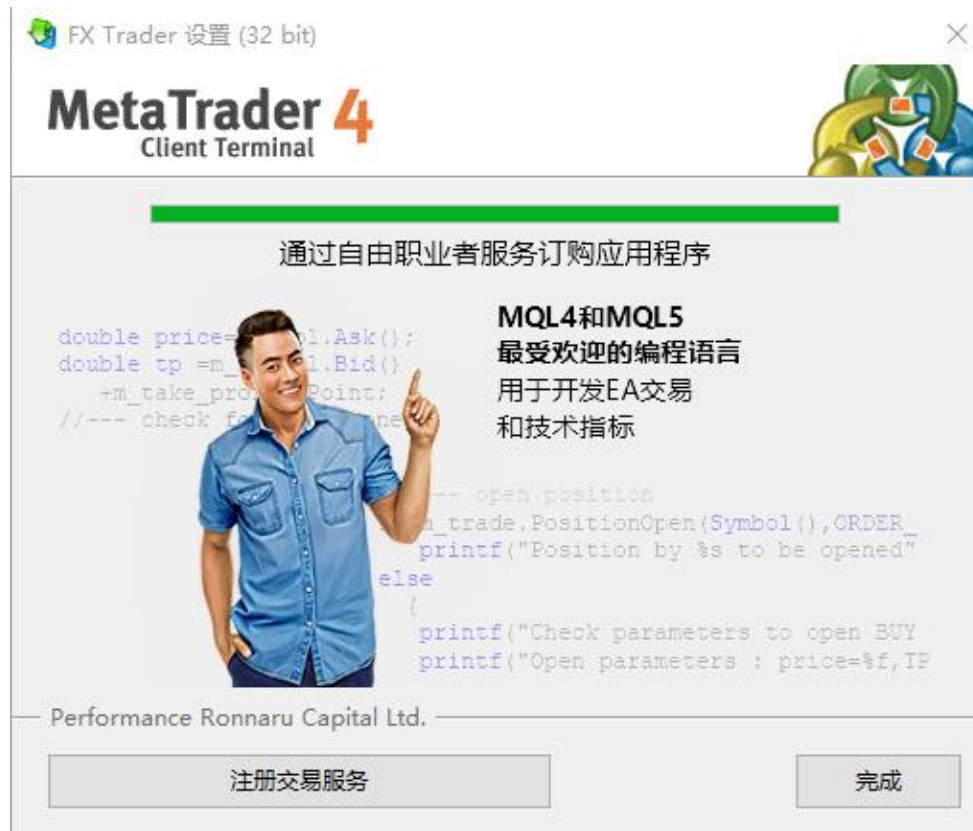 FX Trader 设置 (32 bit)
MetaTrader 4
Client Terminal
通过自由职业者服务订购应用程序
MQL4和MQL5
最受欢迎的编程语言
用于开发EA交易
和技术指标
double price= l.Ask();
double tp =m_ l.Bid()
+m_take_pro Point;
//--- check f ne
-- open position
m_trade.PositionOpen(Symbol(),ORDER_
printf("Position by %s to be opened"
else
{
printf("Check parameters to open BUY
printf("Open parameters : price=%f,TP
Performance Ronnaru Capital Ltd.
注册交易服务
完成